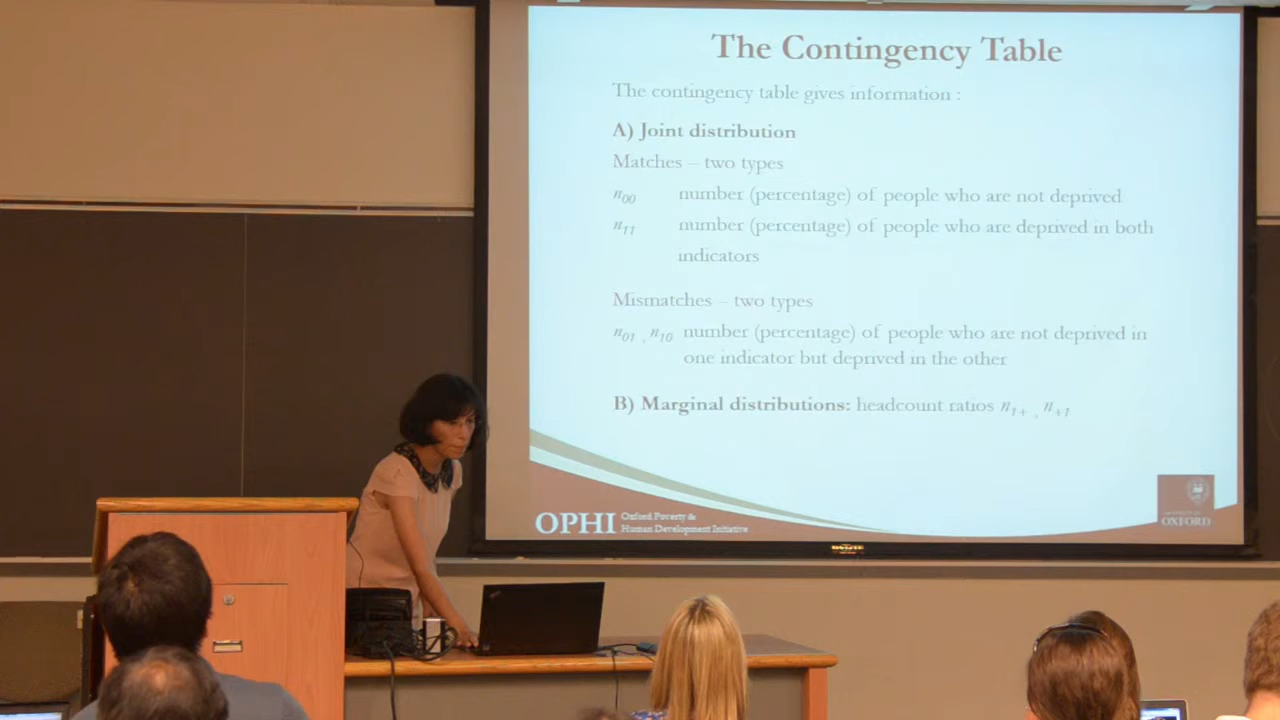 The Contingency Table
The contingency table gives information :
A) Joint distribution
Matches – two types
n00 number (percentage) of people who are not deprived
n11 number (percentage) of people who are deprived in both
indicators
Mismatches – two types
n01 , n10 number (percentage) of people who are not deprived in
one indicator but deprived in the other
B) Marginal distributions: headcount ratios n1+ , n+1
OPHI
Oxford Poverty &
Human Development Initiative
UNIVERSITY OF
OXFORD